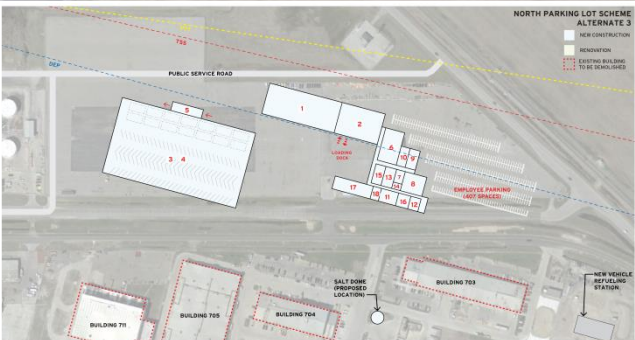 NORTH PARKING LOT SCHEME
ALTERNATE 3
NEW CONSTRUCTION
RENOVATION
EXISTING BUILDING
TO BE DEMOLISHED
TSS
DEP
PUBLIC SERVICE ROAD
1
2
5
3 4
LOADING
DOCK
6
10
9
15
13
7
8
14
17
18
11
16
12
EMPLOYEE PARKING
(407 SPACES)
SALT DOME
(PROPOSED
LOCATION)
BUILDING 703
NEW VEHICLE
REFUELING
STATION
BUILDING 711
BUILDING 705
BUILDING 704